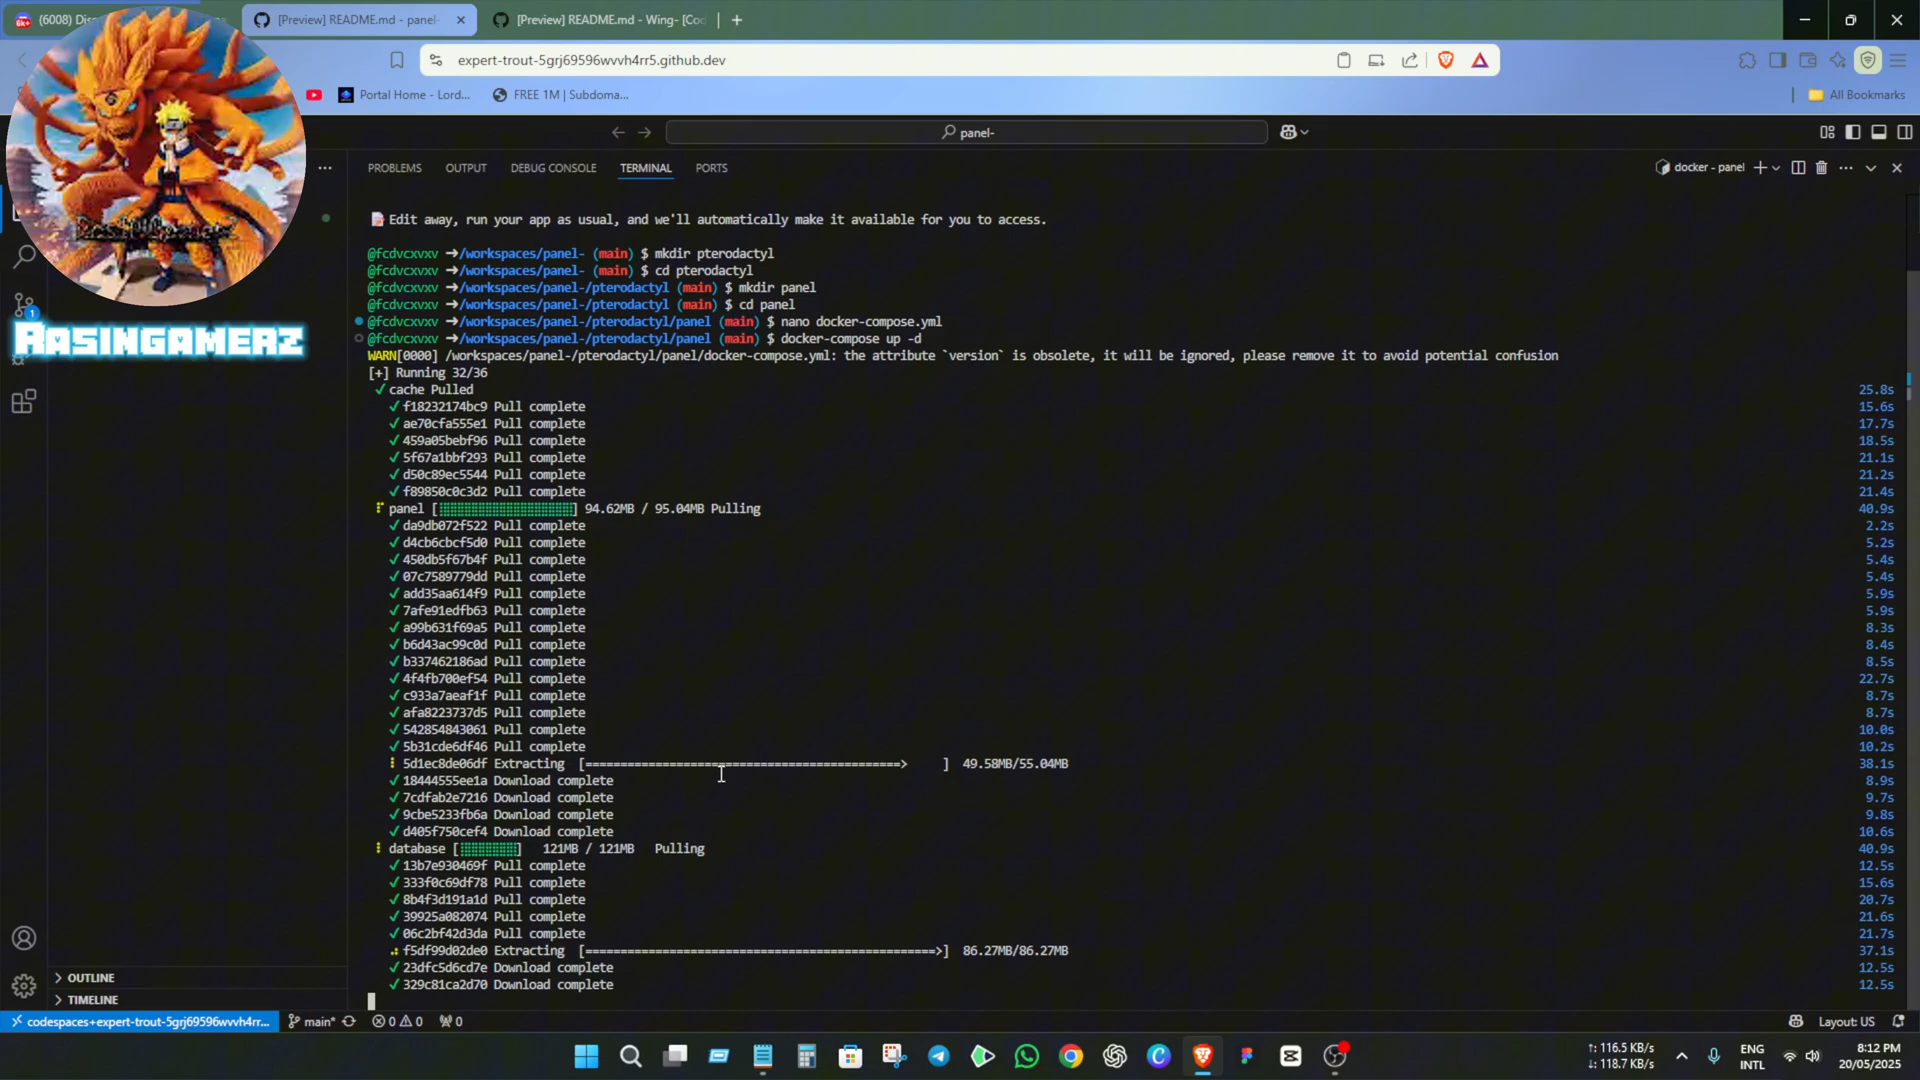 (6008) Dis
[Preview] README.md - panel-
[Preview] README.md - Wing- [Co
expert-trout-5grj69596wvvh4rr5.github.dev
Portal Home - Lord...
FREE 1M | Subdoma...
All Bookmarks
panel-
PROBLEMS
OUTPUT
DEBUG CONSOLE
TERMINAL
PORTS
docker - panel
Edit away, run your app as usual, and we'll automatically make it available for you to access.
@fcdvcxvxv ➜/workspaces/panel- (main) $ mkdir pterodactyl
@fcdvcxvxv ➜/workspaces/panel- (main) $ cd pterodactyl
@fcdvcxvxv ➜/workspaces/panel-/pterodactyl (main) $ mkdir panel
@fcdvcxvxv ➜/workspaces/panel-/pterodactyl (main) $ cd panel
@fcdvcxvxv ➜/workspaces/panel-/pterodactyl/panel (main) $ nano docker-compose.yml
@fcdvcxvxv ➜/workspaces/panel-/pterodactyl/panel (main) $ docker-compose up -d
WARN[0000] /workspaces/panel-/pterodactyl/panel/docker-compose.yml: the attribute `version` is obsolete, it will be ignored, please remove it to avoid potential confusion
[+] Running 32/36
✓ cache Pulled 25.8s
✓ f18232174bc9 Pull complete 15.6s
✓ ae70cfa555e1 Pull complete 17.7s
✓ 459a05bebf96 Pull complete 18.5s
✓ 5f67a1bbf293 Pull complete 21.1s
✓ d50c89ec5544 Pull complete 21.2s
✓ f89850c0c3d2 Pull complete 21.4s
panel [] 94.62MB / 95.04MB Pulling 40.9s
✓ da9db072f522 Pull complete 2.2s
✓ d4cb6cbcf5d0 Pull complete 5.2s
✓ 450db5f67b4f Pull complete 5.4s
✓ 07c7589779dd Pull complete 5.4s
✓ add35aa614f9 Pull complete 5.9s
✓ 7afe91edfb63 Pull complete 5.9s
✓ a99b631f69a5 Pull complete 8.3s
✓ b6d43ac99c0d Pull complete 8.4s
✓ b337462186ad Pull complete 8.5s
✓ 4f4fb700ef54 Pull complete 22.7s
✓ c933a7aeaf1f Pull complete 8.7s
✓ afa8223737d5 Pull complete 8.7s
✓ 542854843061 Pull complete 10.0s
✓ 5b31cde6df46 Pull complete 10.2s
5d1ec8de06df Extracting [=============================================> ] 49.58MB/55.04MB 38.1s
✓ 18444555ee1a Download complete 8.9s
✓ 7cdfab2e7216 Download complete 9.7s
✓ 9cbe5233fb6a Download complete 9.8s
✓ d405f750cef4 Download complete 10.6s
database [] 121MB / 121MB Pulling 40.9s
✓ 13b7e930469f Pull complete 12.5s
✓ 333f0c69df78 Pull complete 15.6s
✓ 8b4f3d191a1d Pull complete 20.7s
✓ 39925a082074 Pull complete 21.6s
✓ 06c2bf42d3da Pull complete 21.7s
f5df99d02de0 Extracting [==================================================>] 86.27MB/86.27MB 37.1s
✓ 23dfc5d6cd7e Download complete 12.5s
✓ 329c81ca2d70 Download complete 12.5s
RASINGAMERZ
1
OUTLINE
TIMELINE
codespaces+expert-trout-5grj69596wvvh4rr...
main*
0
0
0
Layout: US
↑: 116.5 KB/s
↓: 118.7 KB/s
ENG
INTL
8:12 PM
20/05/2025